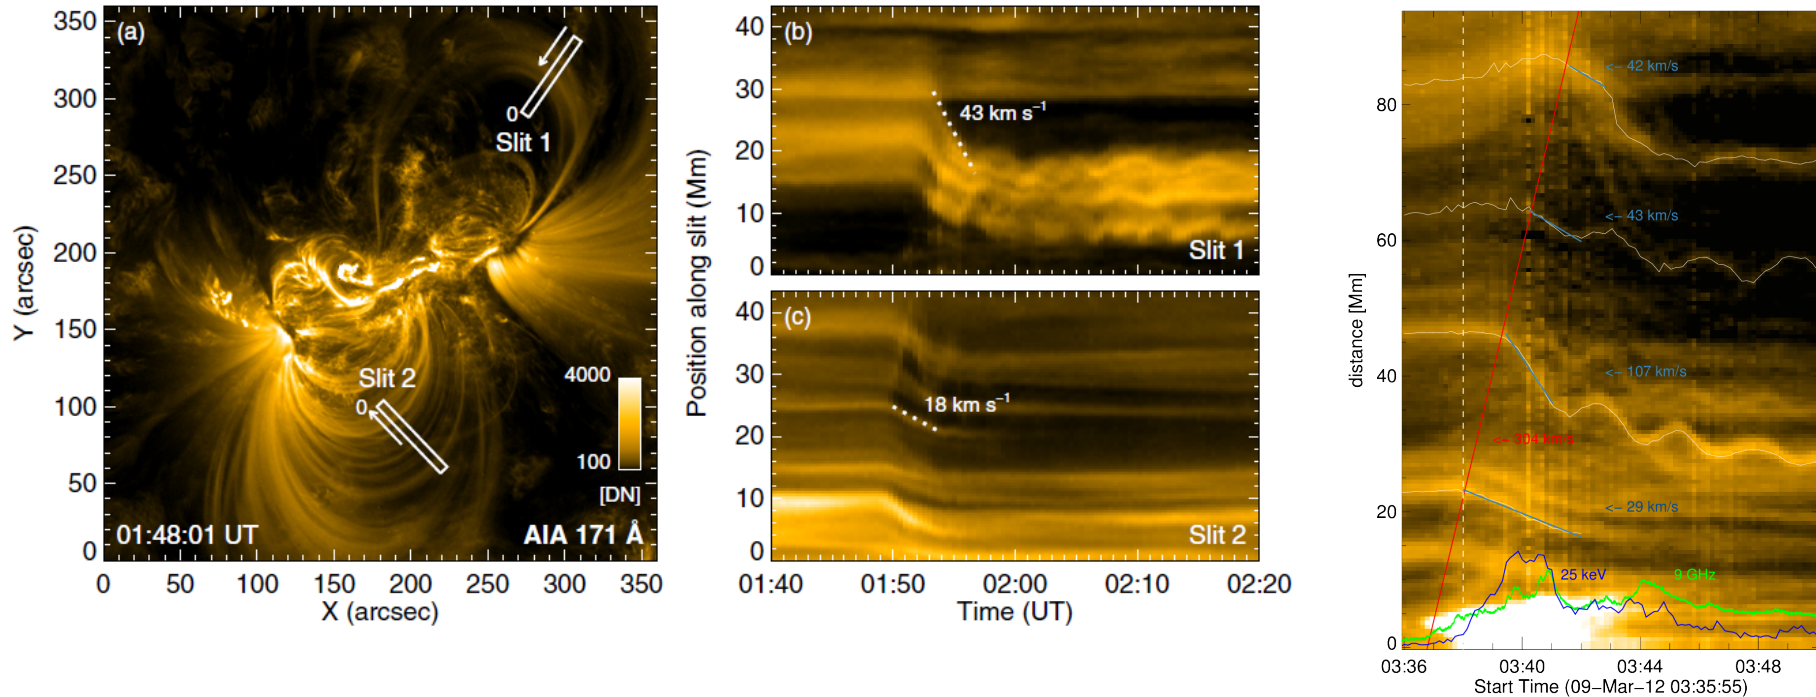 (a)
350
300
250
200
150
100
50
0
Y (arcsec)
0
Slit 1
Slit 2
0
4000
100
[DN]
01:48:01 UT
AIA 171 Å
0 50 100 150 200 250 300 350
X (arcsec)
Position along slit (Mm)
(b)
40
30
20
10
0
43 km s⁻¹
Slit 1
(c)
40
30
20
10
0
18 km s⁻¹
Slit 2
01:40 01:50 02:00 02:10 02:20
Time (UT)
distance [Mm]
80
60
40
20
0
<- 42 km/s
<- 43 km/s
<- 107 km/s
<- 304 km/s
<- 29 km/s
25 keV
9 GHz
03:36 03:40 03:44 03:48
Start Time (09-Mar-12 03:35:55)